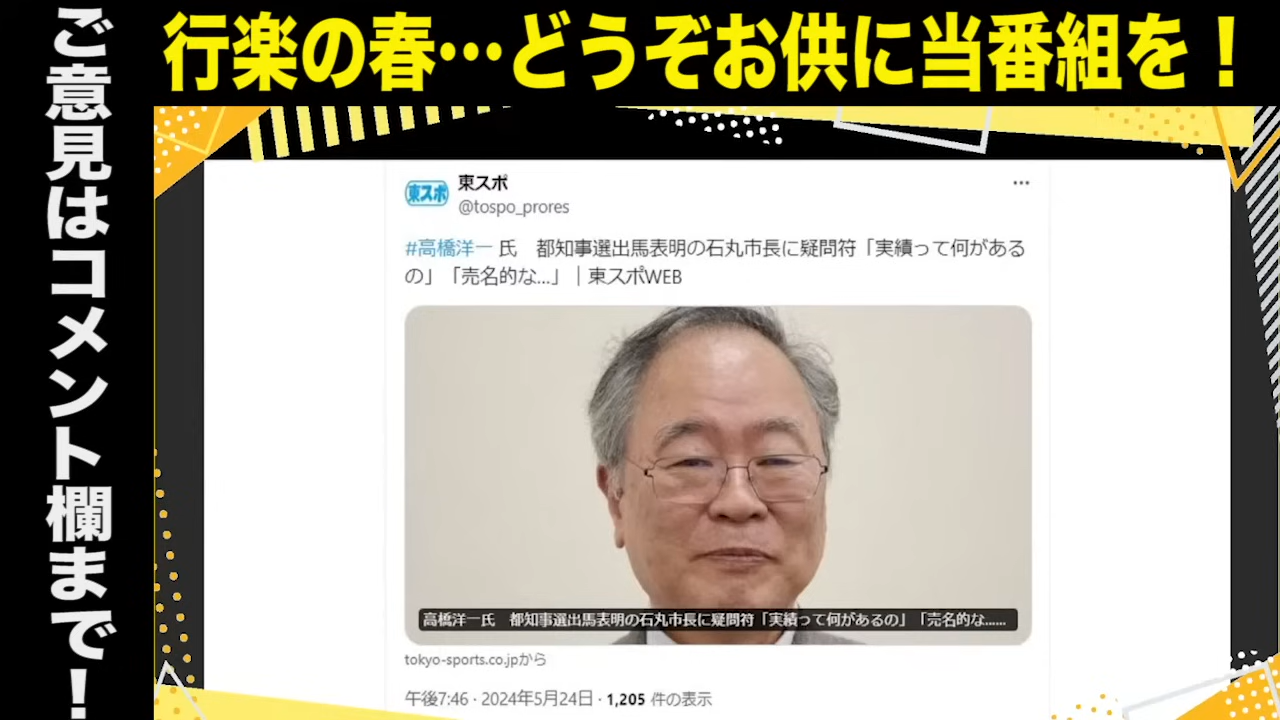 行楽の春…どうぞお供に当番組を！
ご意見はコメント欄まで！
東スポ
東スポ
@tospo_prores
#高橋洋一 氏　都知事選出馬表明の石丸市長に疑問符「実績って何がある
の」「売名的な...」｜東スポWEB
高橋洋一氏　都知事選出馬表明の石丸市長に疑問符「実績って何があるの」「売名的な......
tokyo-sports.co.jpから
午後7:46 · 2024年5月24日 · 1,205 件の表示